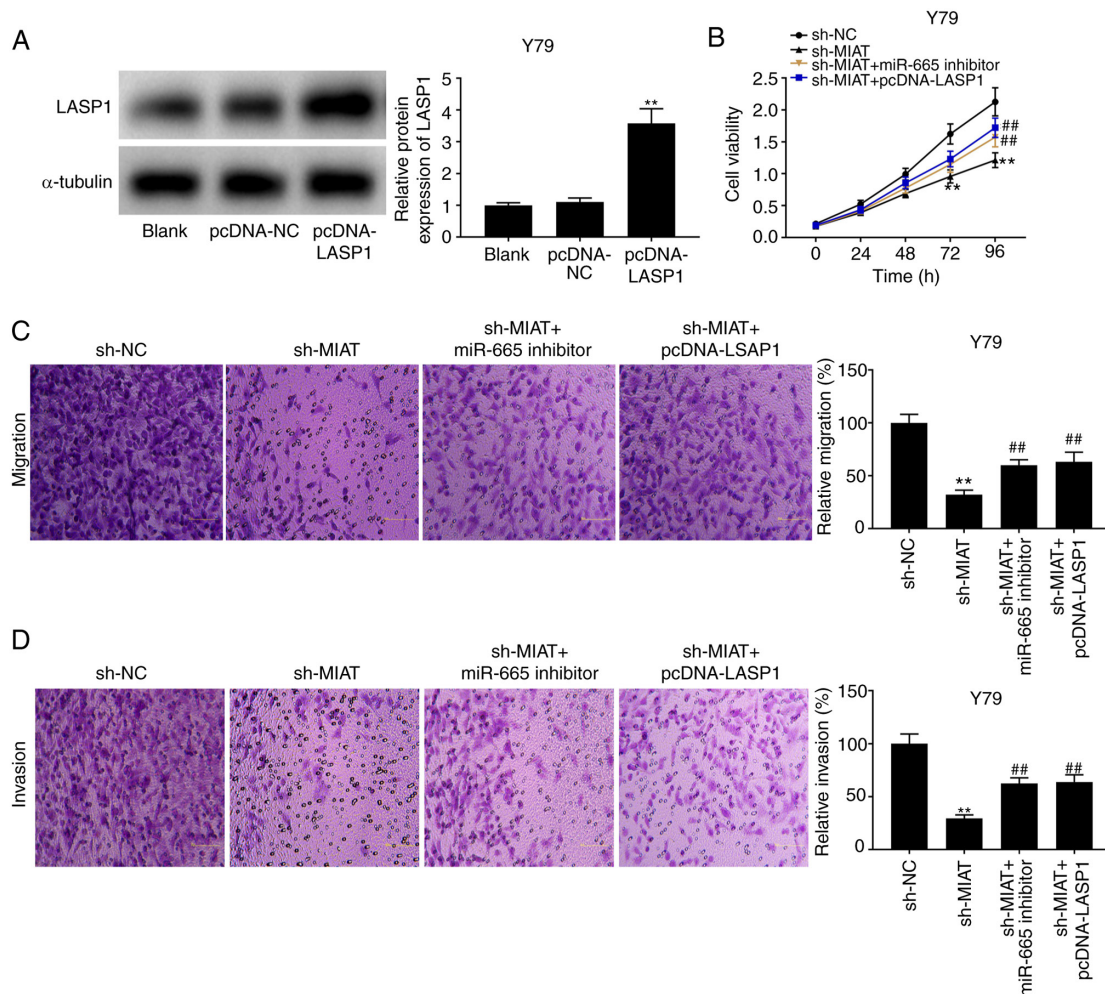 A
Y79
LASP1
α-tubulin
Blank
pcDNA-NC
pcDNA-
LASP1
Relative protein
expression of LASP1
5
4
3
2
1
0
**
Blank
pcDNA-
NC
pcDNA-
LASP1
B
Y79
sh-NC
sh-MIAT
sh-MIAT+miR-665 inhibitor
sh-MIAT+pcDNA-LASP1
Cell viability
2.5
2.0
1.5
1.0
0.5
0.0
##
##
**
**
0 24 48 72 96
Time (h)
C
sh-NC
sh-MIAT
sh-MIAT+
miR-665 inhibitor
sh-MIAT+
pcDNA-LSAP1
Migration
Y79
Relative migration (%)
150
100
50
0
**
##
##
sh-NC
sh-MIAT
sh-MIAT+
miR-665 inhibitor
sh-MIAT+
pcDNA-LASP1
D
sh-NC
sh-MIAT
sh-MIAT+
miR-665 inhibitor
sh-MIAT+
pcDNA-LASP1
Invasion
Y79
Relative invasion (%)
150
100
50
0
**
##
##
sh-NC
sh-MIAT
sh-MIAT+
miR-665 inhibitor
sh-MIAT+
pcDNA-LASP1